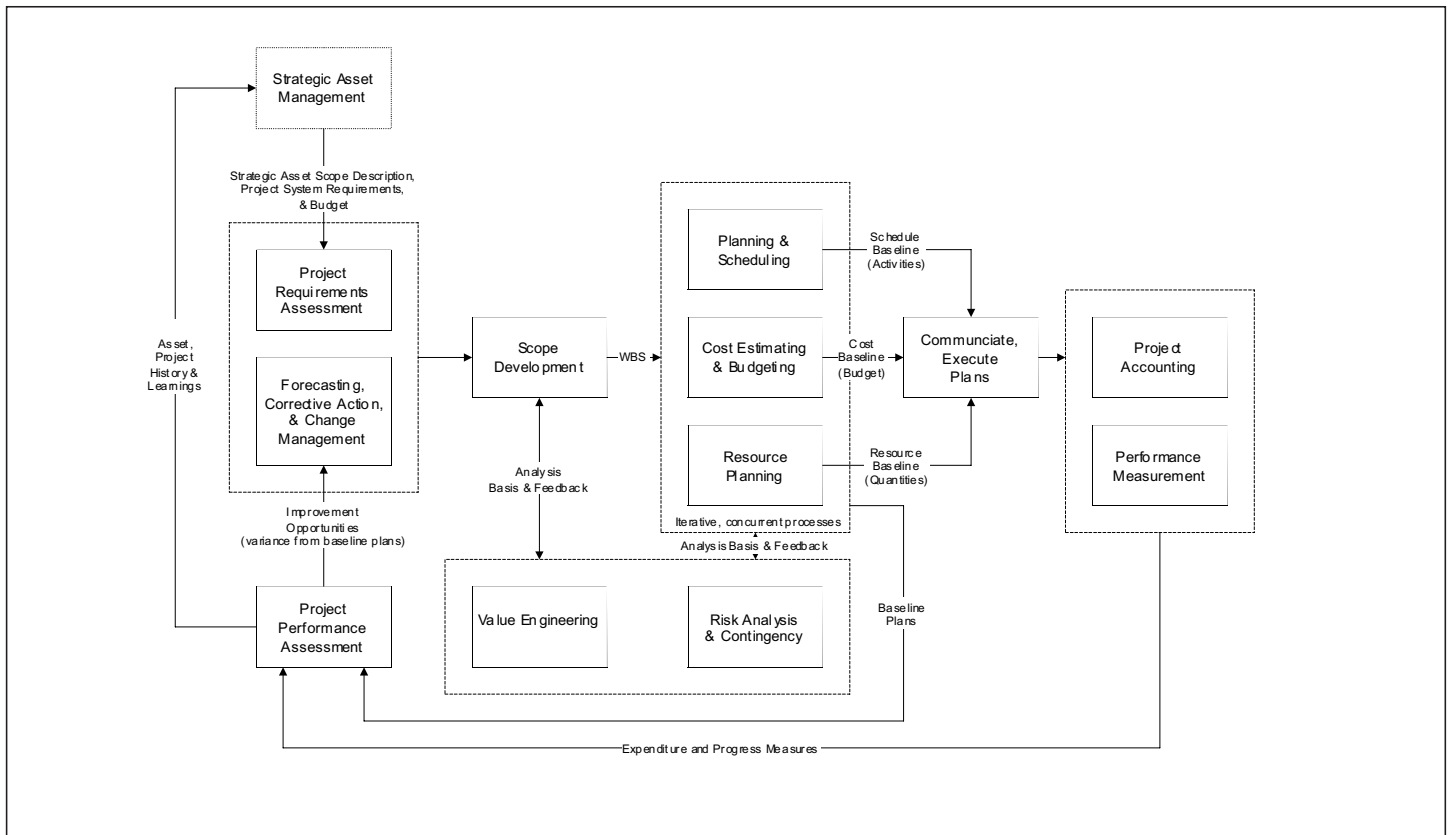 Strategic Asset
Management
Strategic Asset Scope Description,
Project System Requirements,
& Budget
Project
Requirements
Assessment
Forecasting,
Corrective Action,
& Change
Management
Asset,
Project
History &
Learnings
Improvement
Opportunities
(variance from baseline plans)
Project
Performance
Assessment
Scope
Development
WBS
Analysis
Basis & Feedback
Planning &
Scheduling
Cost Estimating
& Budgeting
Resource
Planning
Iterative, concurrent processes
Analysis Basis & Feedback
Value Engineering
Risk Analysis
& Contingency
Schedule
Baseline
(Activities)
Cost
Baseline
(Budget)
Resource
Baseline
(Quantities)
Baseline
Plans
Communciate,
Execute
Plans
Project
Accounting
Performance
Measurement
Expenditure and Progress Measures